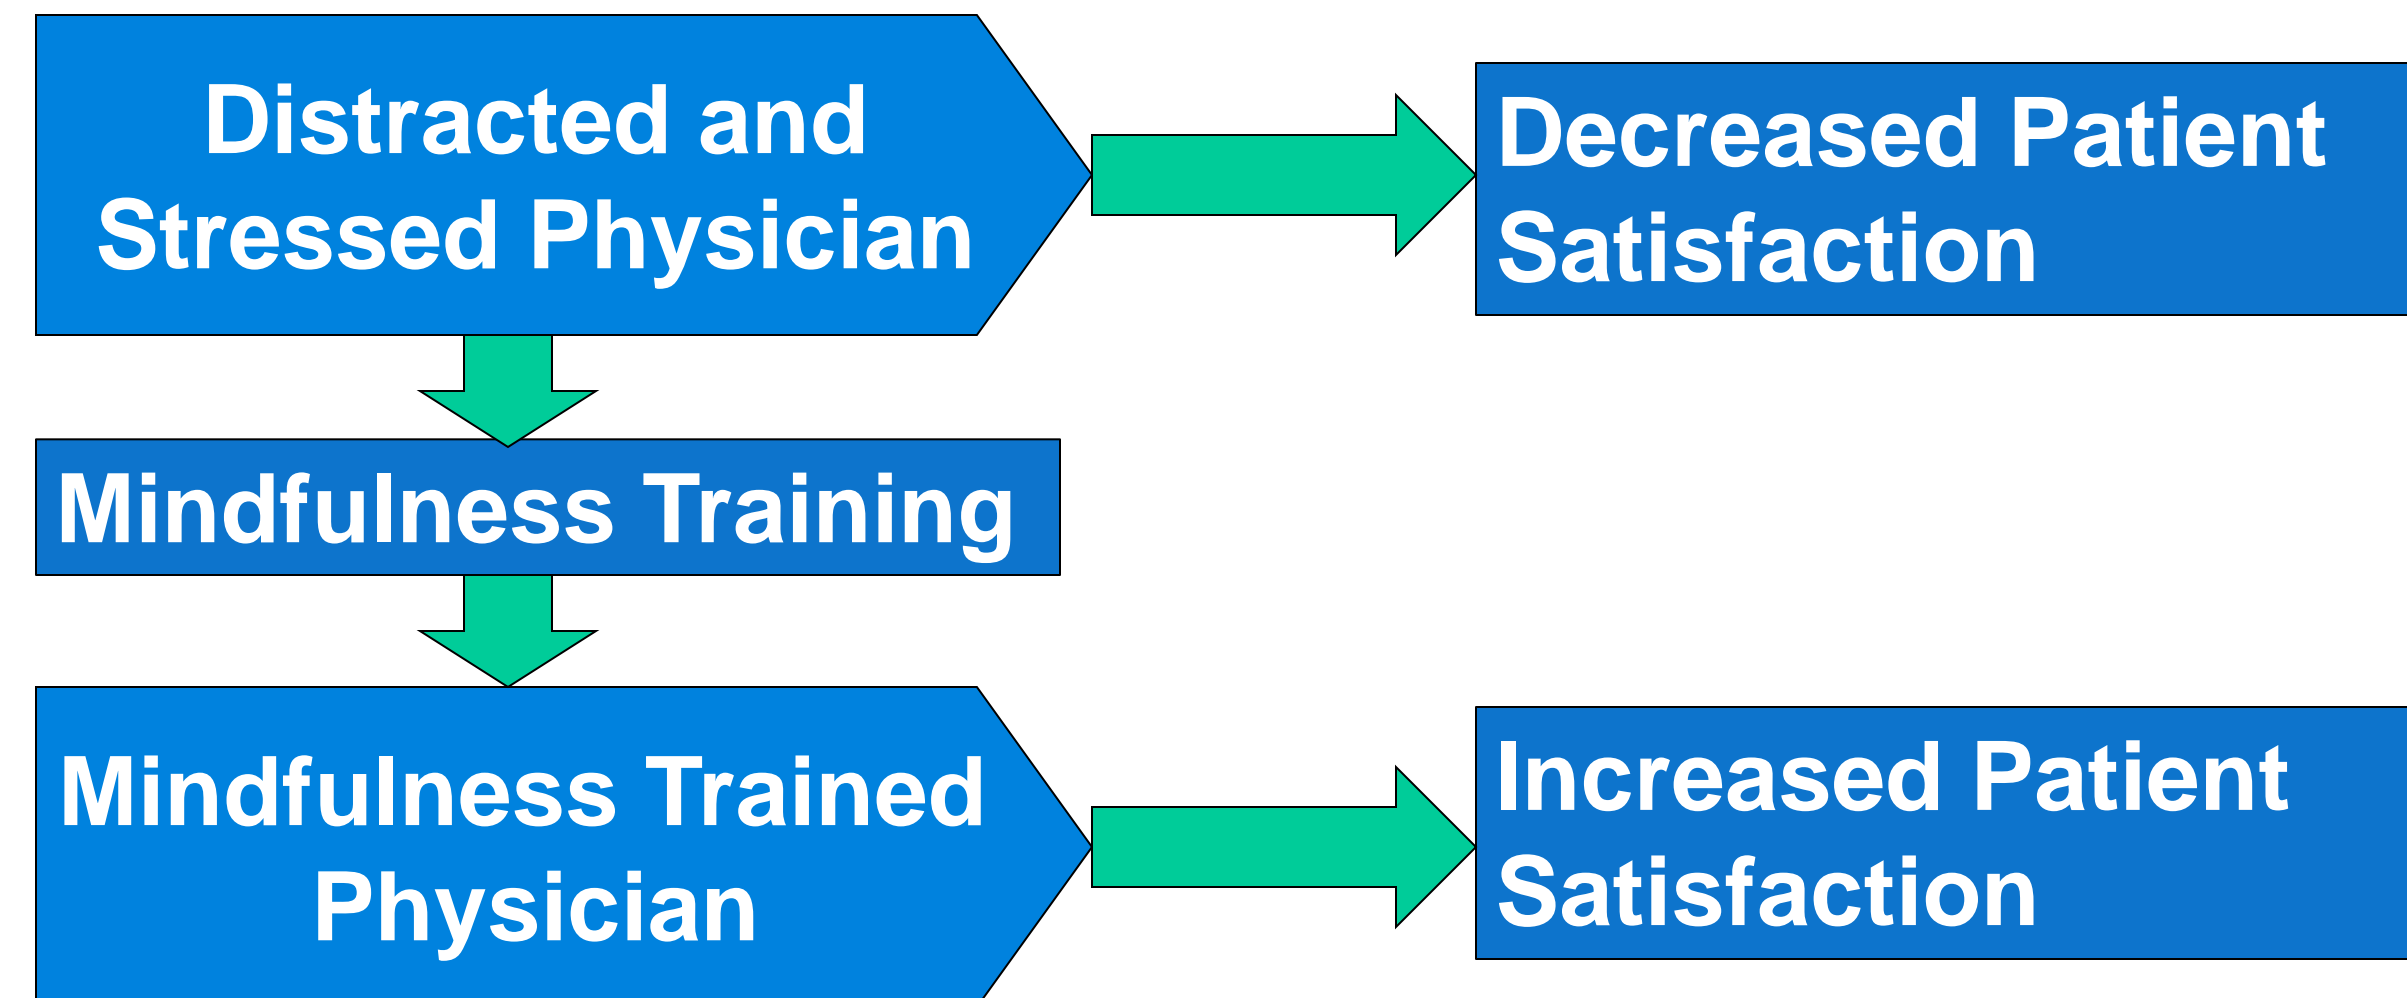 Distracted and
Stressed Physician
Decreased Patient
Satisfaction
Mindfulness Training
Mindfulness Trained
Physician
Increased Patient
Satisfaction